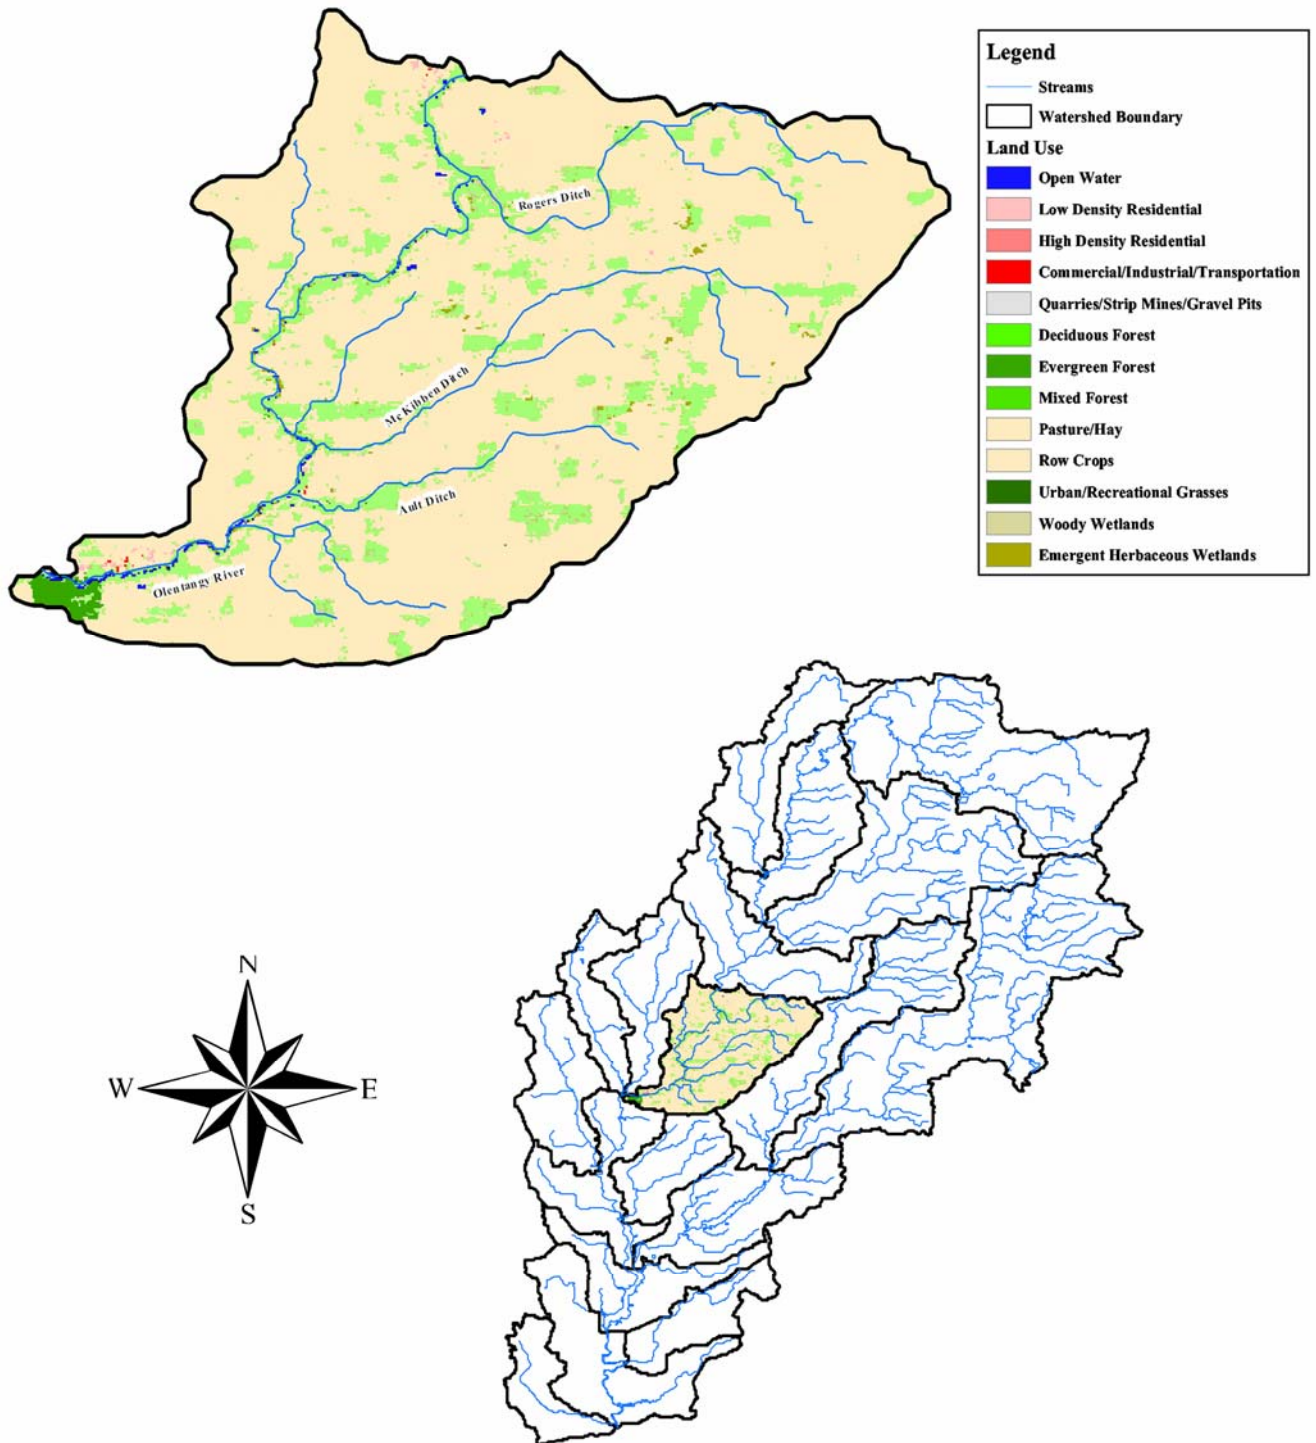 Legend
Streams
Watershed Boundary
Land Use
Open Water
Low Density Residential
High Density Residential
Commercial/Industrial/Transportation
Quarries/Strip Mines/Gravel Pits
Deciduous Forest
Evergreen Forest
Mixed Forest
Pasture/Hay
Row Crops
Urban/Recreational Grasses
Woody Wetlands
Emergent Herbaceous Wetlands
Rogers Ditch
McKibben Ditch
Ault Ditch
Olentangy River
N
W
E
S